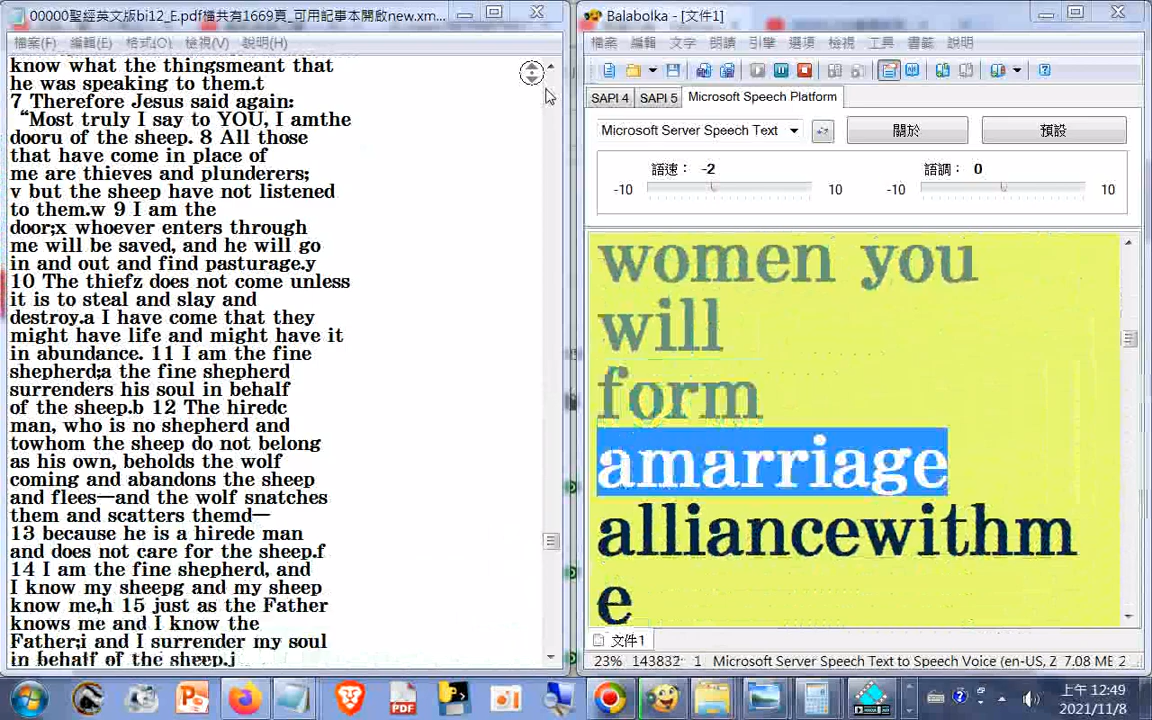 00000聖經英文版bi12_E.pdf檔共有1669頁_可用記事本開啟new.xm...
檔案(F) 編輯(E) 格式(O) 檢視(V) 說明(H)
know what the thingsmeant that
he was speaking to them.t
7 Therefore Jesus said again:
“Most truly I say to YOU, I amthe
dooru of the sheep. 8 All those
that have come in place of
me are thieves and plunderers;
v but the sheep have not listened
to them.w 9 I am the
door;x whoever enters through
me will be saved, and he will go
in and out and find pasturage.y
10 The thiefz does not come unless
it is to steal and slay and
destroy.a I have come that they
might have life and might have it
in abundance. 11 I am the fine
shepherd;a the fine shepherd
surrenders his soul in behalf
of the sheep.b 12 The hiredc
man, who is no shepherd and
towhom the sheep do not belong
as his own, beholds the wolf
coming and abandons the sheep
and flees—and the wolf snatches
them and scatters themd—
13 because he is a hirede man
and does not care for the sheep.f
14 I am the fine shepherd, and
I know my sheepg and my sheep
know me,h 15 just as the Father
knows me and I know the
Father;i and I surrender my soul
in behalf of the sheep.j
Balabolka - [文件1]
檔案 編輯 文字 朗讀 引擎 選項 檢視 工具 書籤 說明
SAPI 4 SAPI 5 Microsoft Speech Platform
Microsoft Server Speech Text 關於 預設
語速： -2 語調： 0
-10 10 -10 10
women you
will
form
amarriage
alliancewithm
e
文件1
23% 143832 1 Microsoft Server Speech Text to Speech Voice (en-US, Z 7.08 MB 2
PDF
上午 12:49
2021/11/8